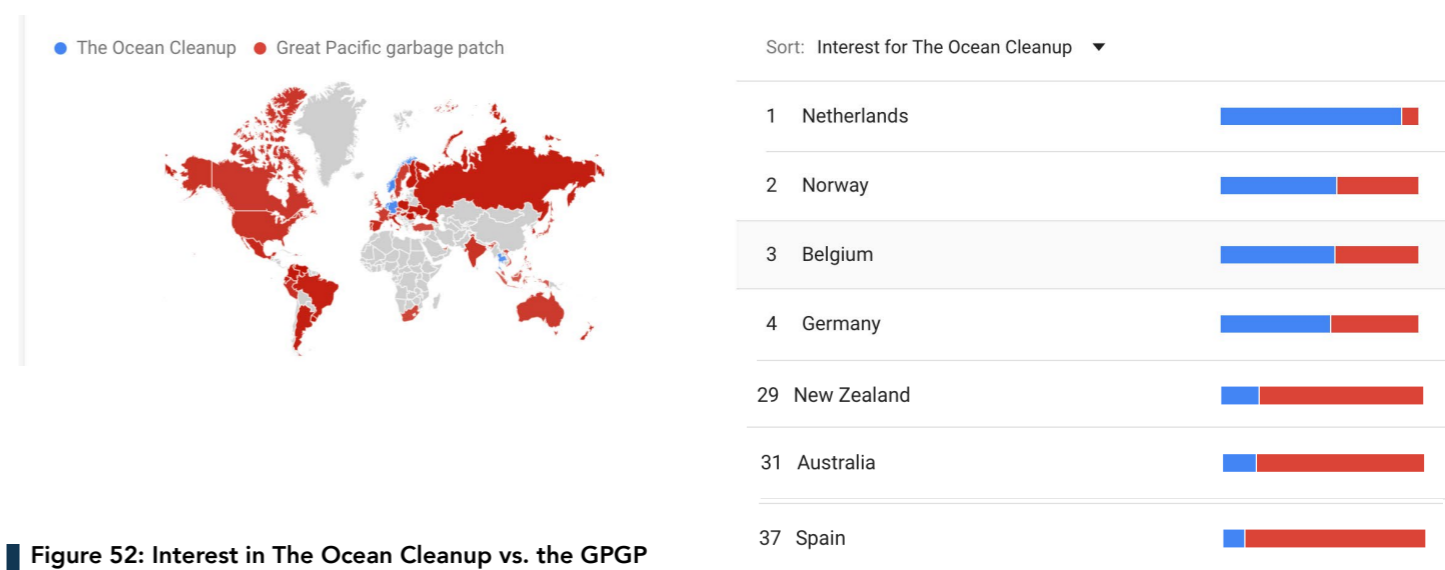 The Ocean Cleanup Great Pacific garbage patch
Sort: Interest for The Ocean Cleanup
1 Netherlands
2 Norway
3 Belgium
4 Germany
29 New Zealand
31 Australia
37 Spain
Figure 52: Interest in The Ocean Cleanup vs. the GPGP